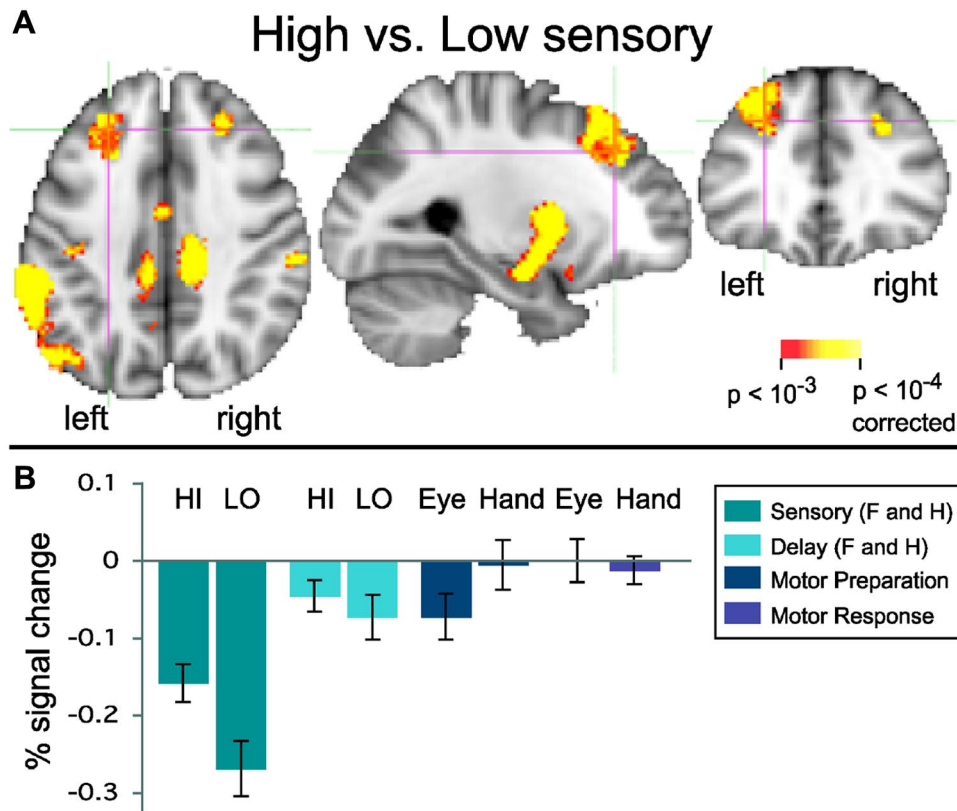 A
High vs. Low sensory
left right
left right
p < 10⁻³ p < 10⁻⁴
corrected
B
0.1
0
-0.1
-0.2
-0.3
% signal change
HI LO HI LO Eye Hand Eye Hand
Sensory (F and H)
Delay (F and H)
Motor Preparation
Motor Response